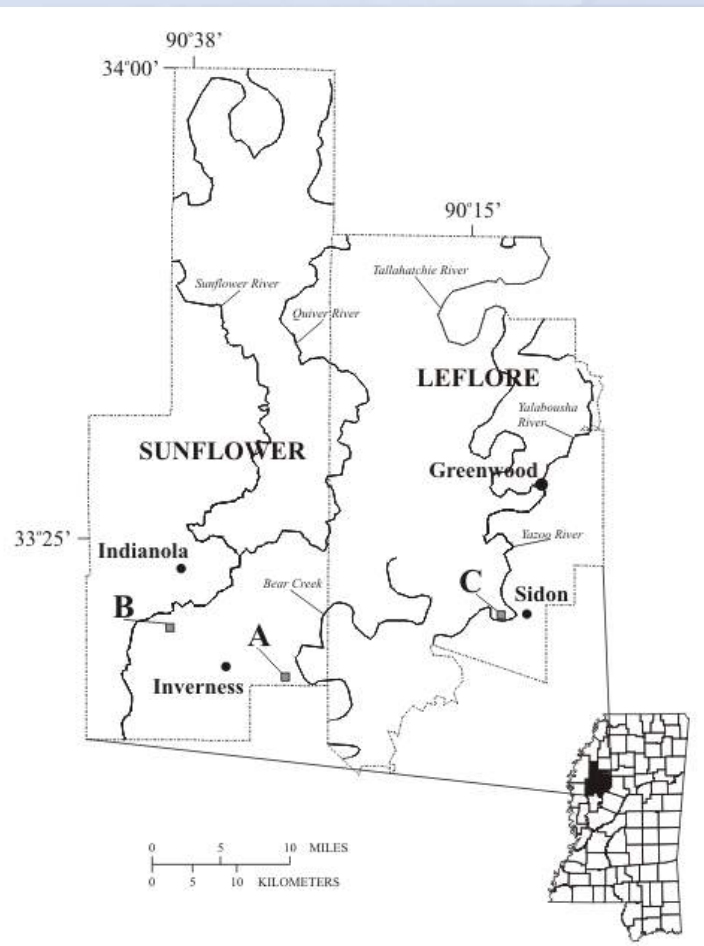 90°38'
34°00'
90°15'
Tallahatchie River
Sunflower River
Quiver River
LEFLORE
Yalabousha
River
SUNFLOWER
Greenwood
33°25'
Yazoo River
Indianola
Bear Creek
C
Sidon
B
A
Inverness
0 5 10 MILES
0 5 10 KILOMETERS